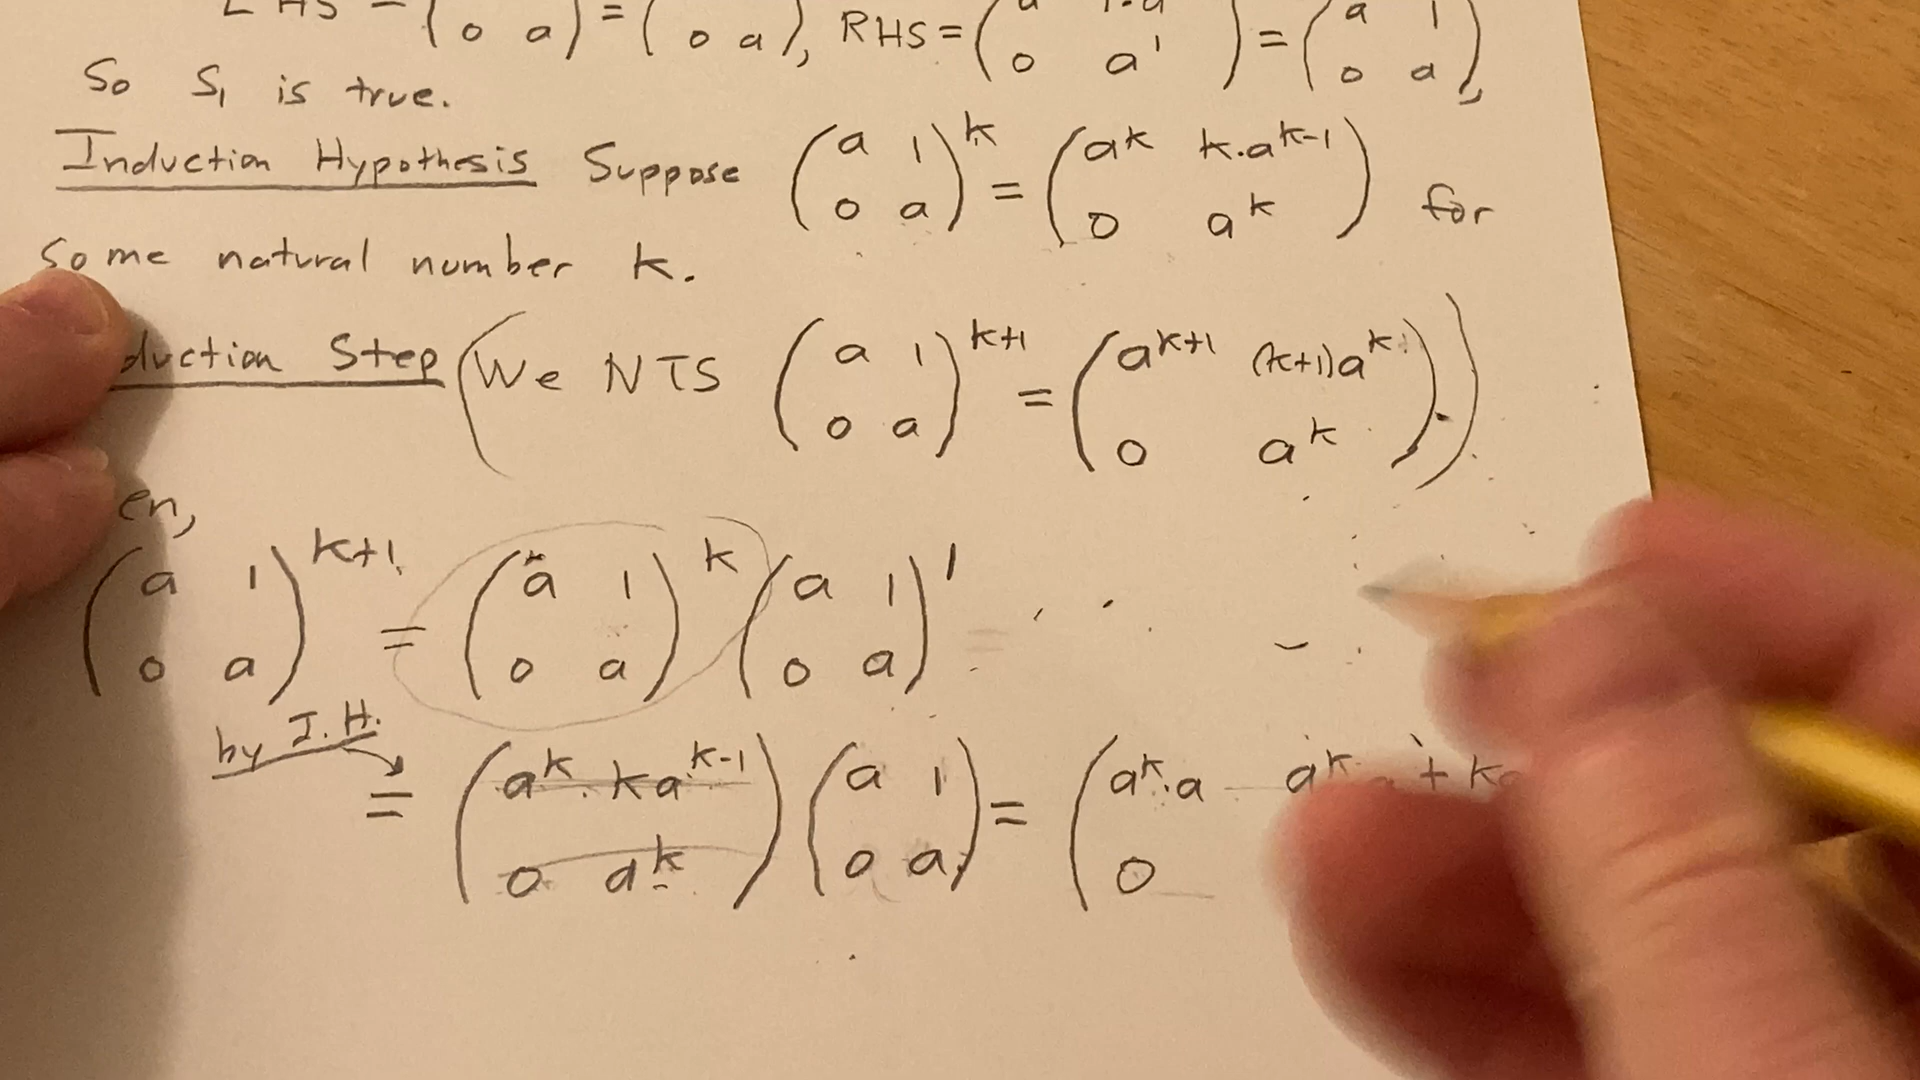 LHS = ( 0 a ) = ( 0 a ), RHS = ( a 1·a ; 0 a^1 ) = ( a 1 ; 0 a ),
So S₁ is true.
Induction Hypothesis Suppose ( a 1 ; 0 a )^k = ( a^k k·a^{k-1} ; 0 a^k ) for
some natural number k.
duction Step ( We NTS ( a 1 ; 0 a )^{k+1} = ( a^{k+1} (k+1)a^k ; 0 a^k ). )
en,
( a 1 ; 0 a )^{k+1} = ( a 1 ; 0 a )^k ( a 1 ; 0 a )^1
by I.H.
= ( a^k ka^{k-1} ; 0 a^k ) ( a 1 ; 0 a ) = ( a^k·a a^k + k ; 0